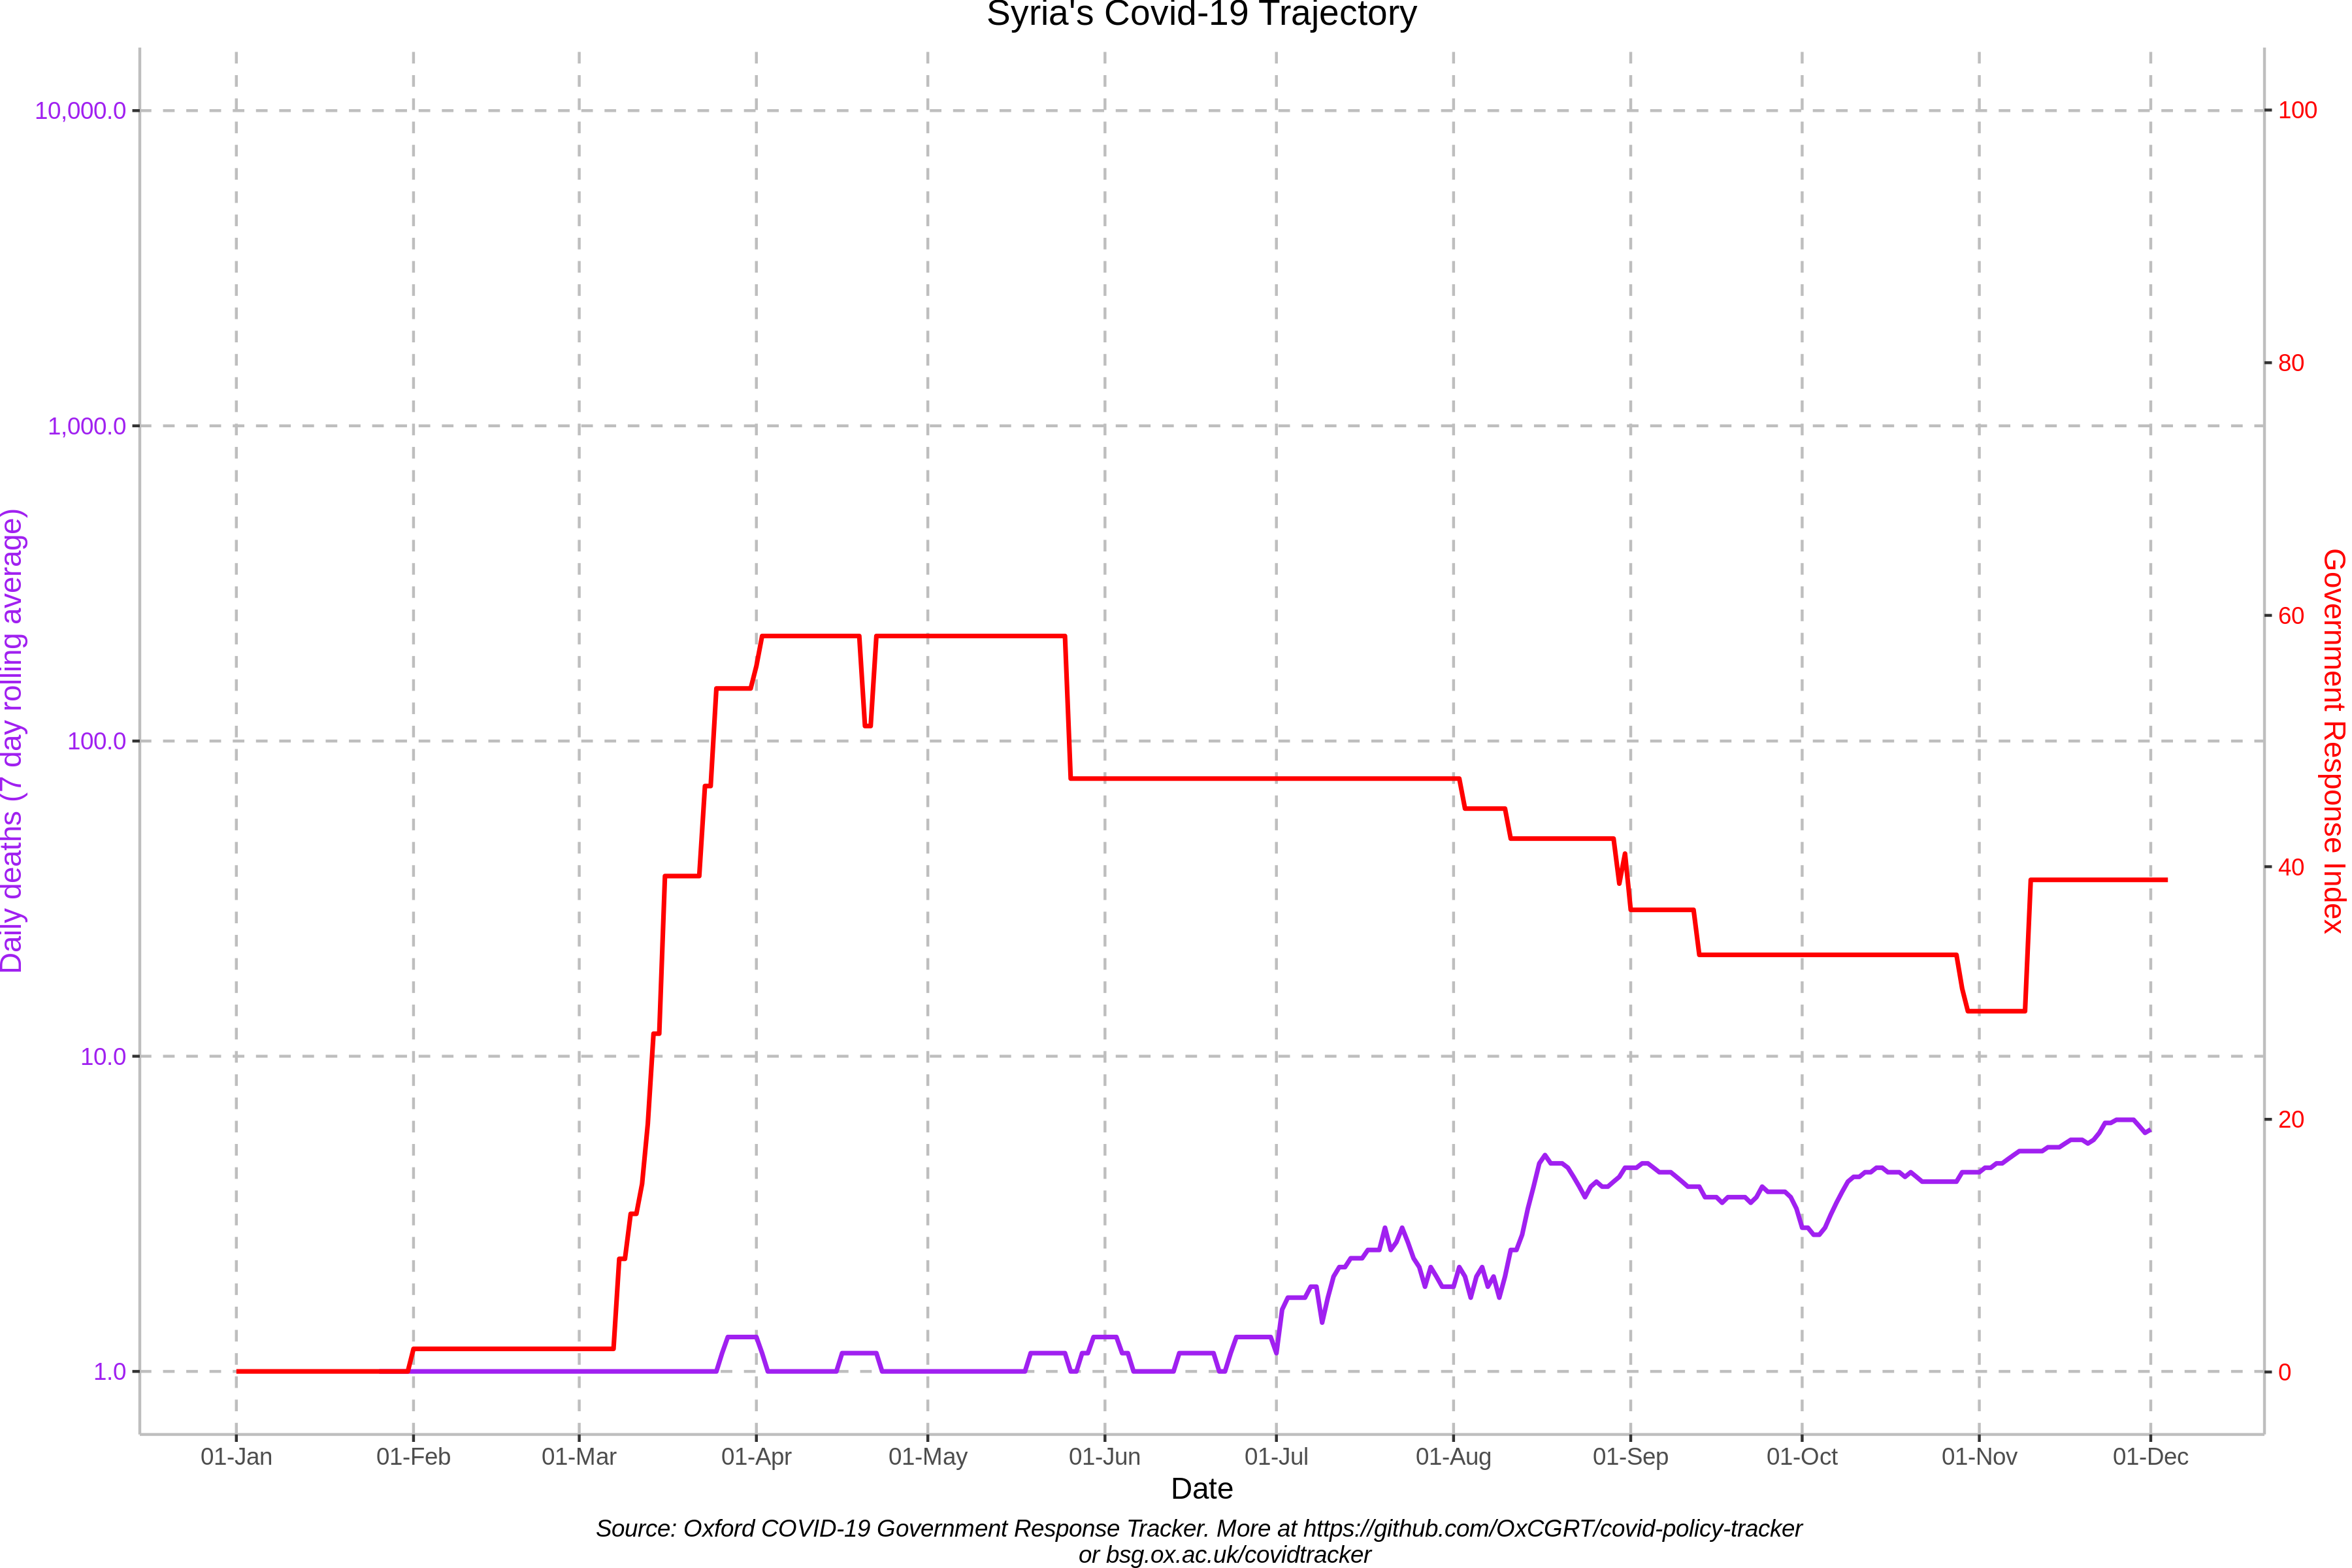 Syria's Covid-19 Trajectory
10,000.0
1,000.0
100.0
10.0
1.0
Daily deaths (7 day rolling average)
100
80
60
40
20
0
Government Response Index
01-Jan 01-Feb 01-Mar 01-Apr 01-May 01-Jun 01-Jul 01-Aug 01-Sep 01-Oct 01-Nov 01-Dec
Date
Source: Oxford COVID-19 Government Response Tracker. More at https://github.com/OxCGRT/covid-policy-tracker
or bsg.ox.ac.uk/covidtracker